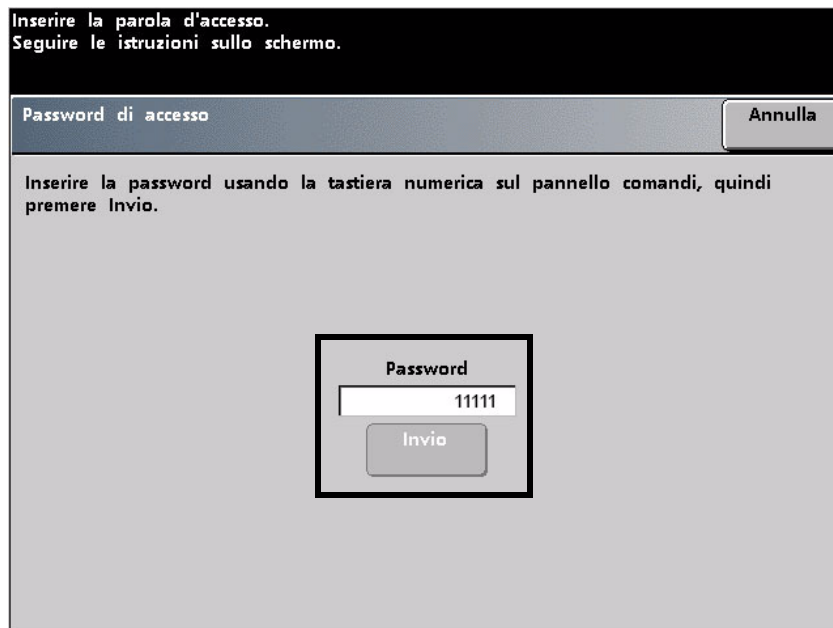 Inserire la parola d'accesso.
Seguire le istruzioni sullo schermo.
Password di accesso
Annulla
Inserire la password usando la tastiera numerica sul pannello comandi, quindi
premere Invio.
Password
11111
Invio